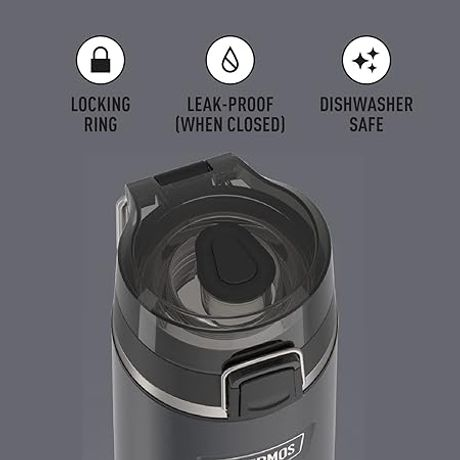 LOCKING
RING
LEAK-PROOF
(WHEN CLOSED)
DISHWASHER
SAFE